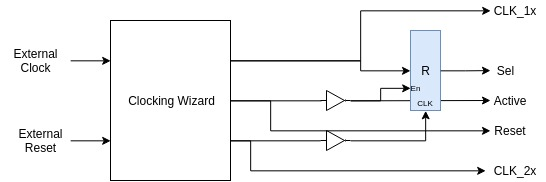 CLK_1x
External
Clock
R
Sel
En
Clocking Wizard
CLK
Active
External
Reset
Reset
CLK_2x